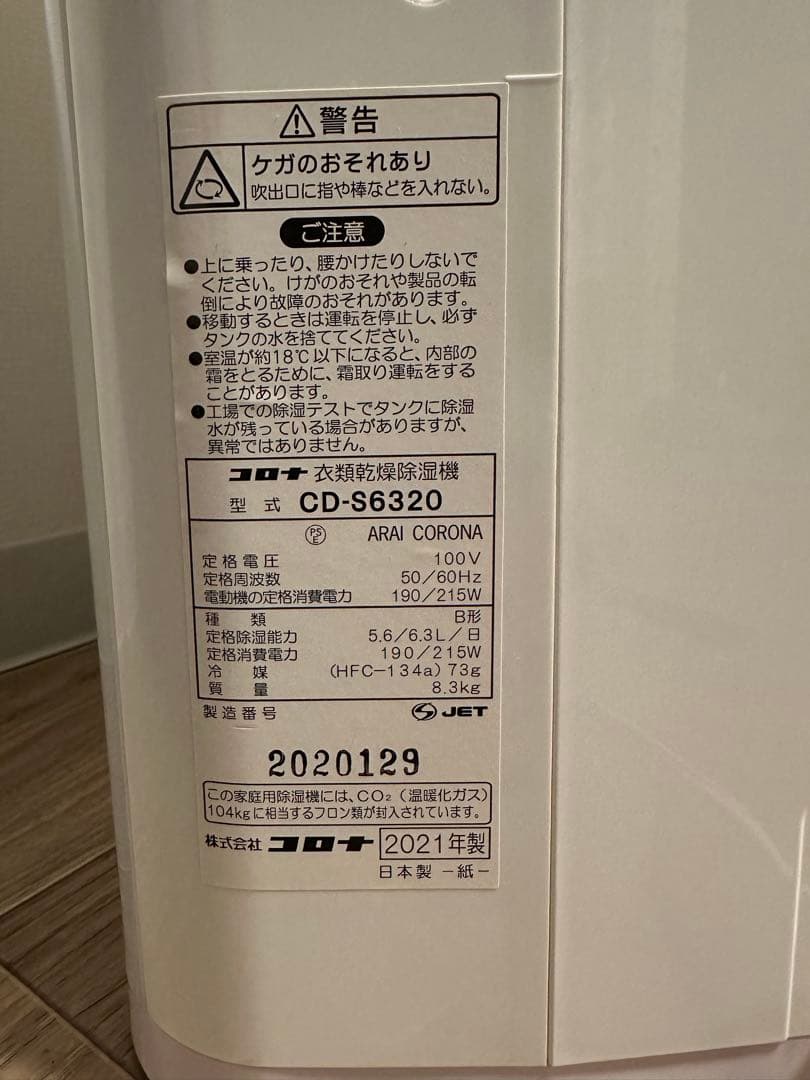 ⚠警告
ケガのおそれあり
吹出口に指や棒などを入れない。
ご注意
●上に乗ったり、腰かけたりしないで
ください。けがのおそれや製品の転
倒により故障のおそれがあります。
●移動するときは運転を停止し、必ず
タンクの水を捨ててください。
●室温が約18℃以下になると、内部の
霜をとるために、霜取り運転をする
ことがあります。
●工場での除湿テストでタンクに除湿
水が残っている場合がありますが、
異常ではありません。
コロナ 衣類乾燥除湿機
型式 CD-S6320
PSE ARAI CORONA
定格電圧 100V
定格周波数 50/60Hz
電動機の定格消費電力 190/215W
種類 B形
定格除湿能力 5.6/6.3L/日
定格消費電力 190/215W
冷媒 (HFC-134a) 73g
質量 8.3kg
製造番号 JET
2020129
この家庭用除湿機には、CO₂(温暖化ガス)
104kgに相当するフロン類が封入されています。
株式会社 コロナ 2021年製
日本製 -紙-